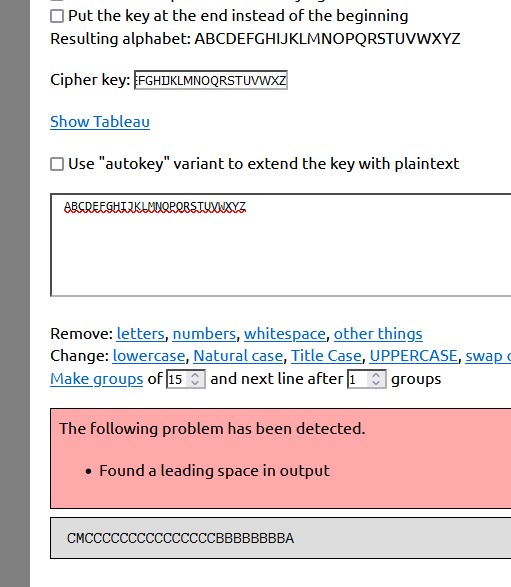 Put the key at the end instead of the beginning
Resulting alphabet: ABCDEFGHIJKLMNOPQRSTUVWXYZ
Cipher key: FGHIJKLMNOQRSTUVWXZ
Show Tableau
Use "autokey" variant to extend the key with plaintext
ABCDEFGHIJKLMNOPQRSTUVWXYZ
Remove: letters, numbers, whitespace, other things
Change: lowercase, Natural case, Title Case, UPPERCASE, swap
Make groups of 15 and next line after 1 groups
The following problem has been detected.
• Found a leading space in output
CMCCCCCCCCCCCCCCCBBBBBBBBA